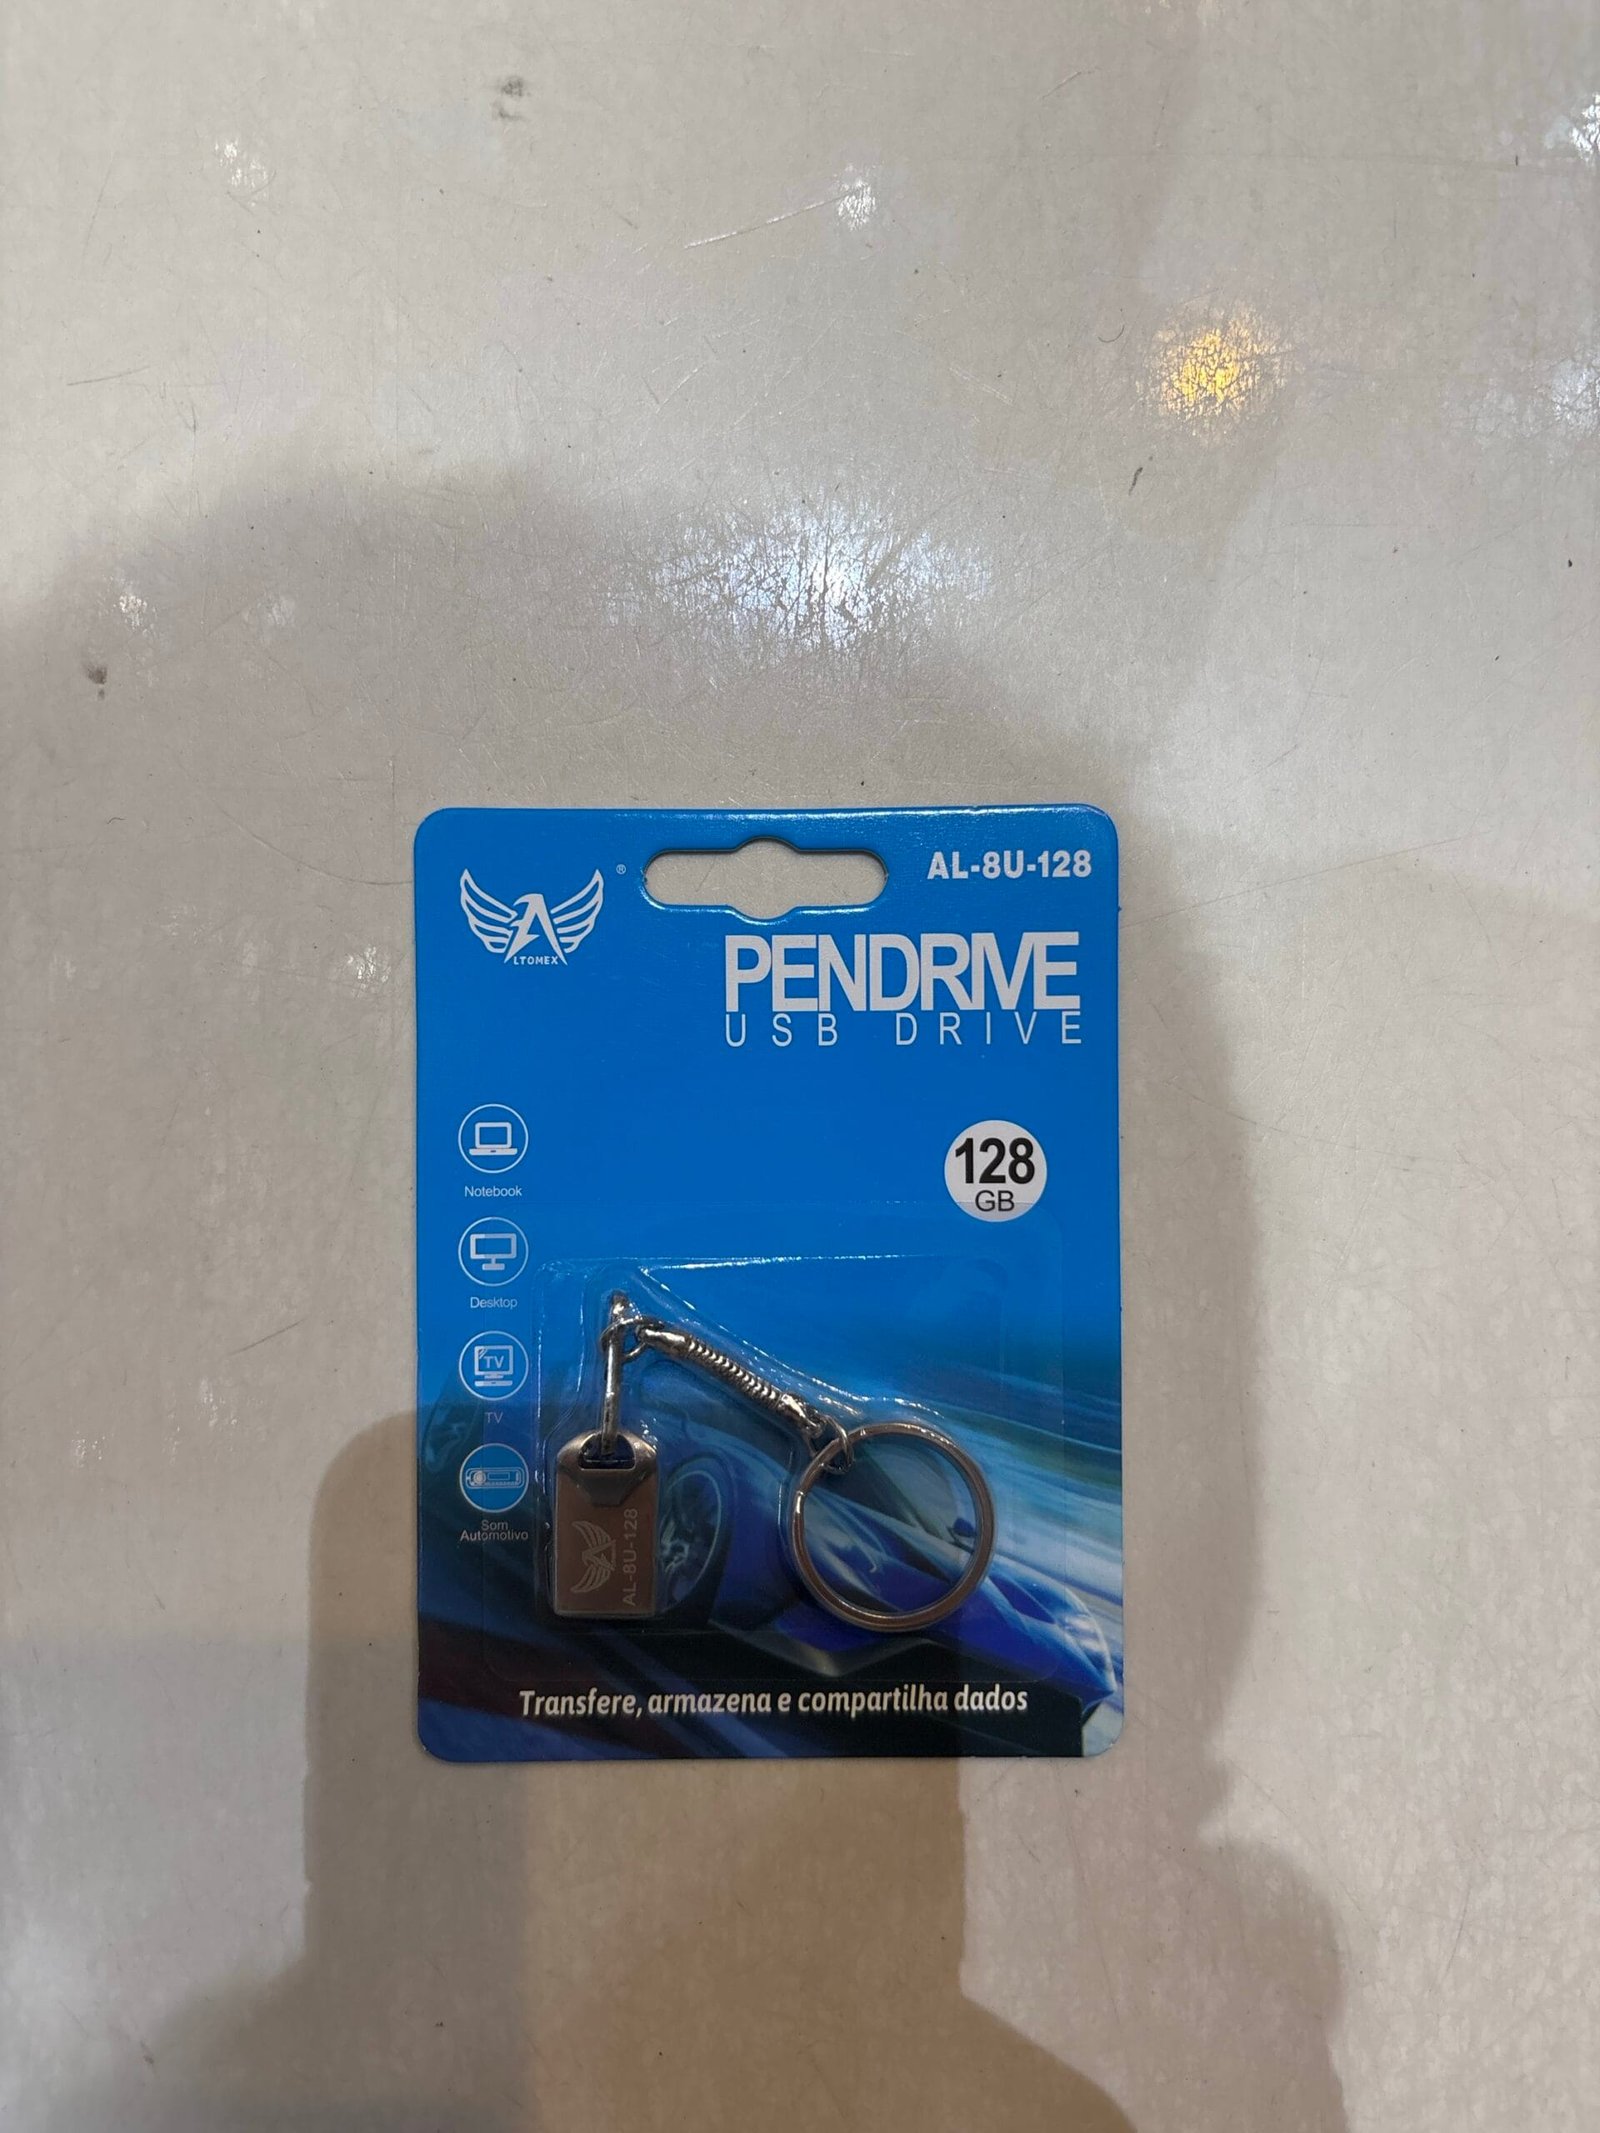 AL-8U-128
®
LTOMEX
PENDRIVE
USB DRIVE
128
GB
Notebook
Desktop
TV
TV
Som
Automotivo
AL-8U-128
Transfere, armazena e compartilha dados